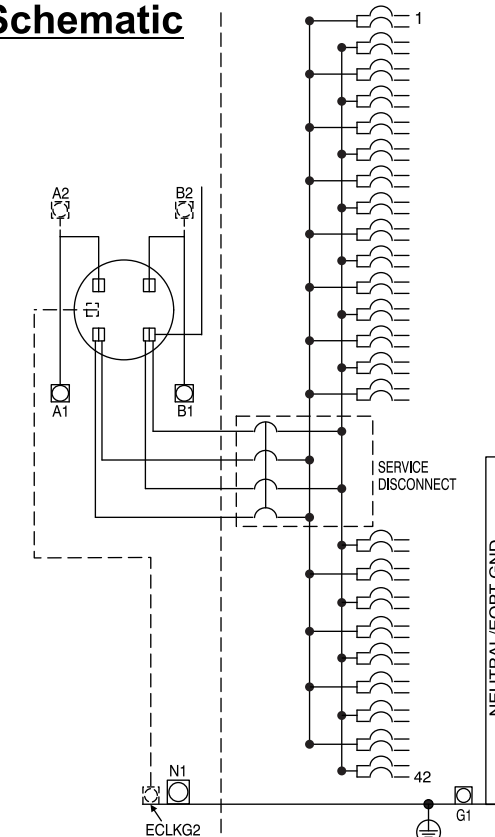 Schematic
1
A2
B2
A1
B1
SERVICE
DISCONNECT
NEUTRAL/EQPT GND
42
N1
G1
ECLKG2